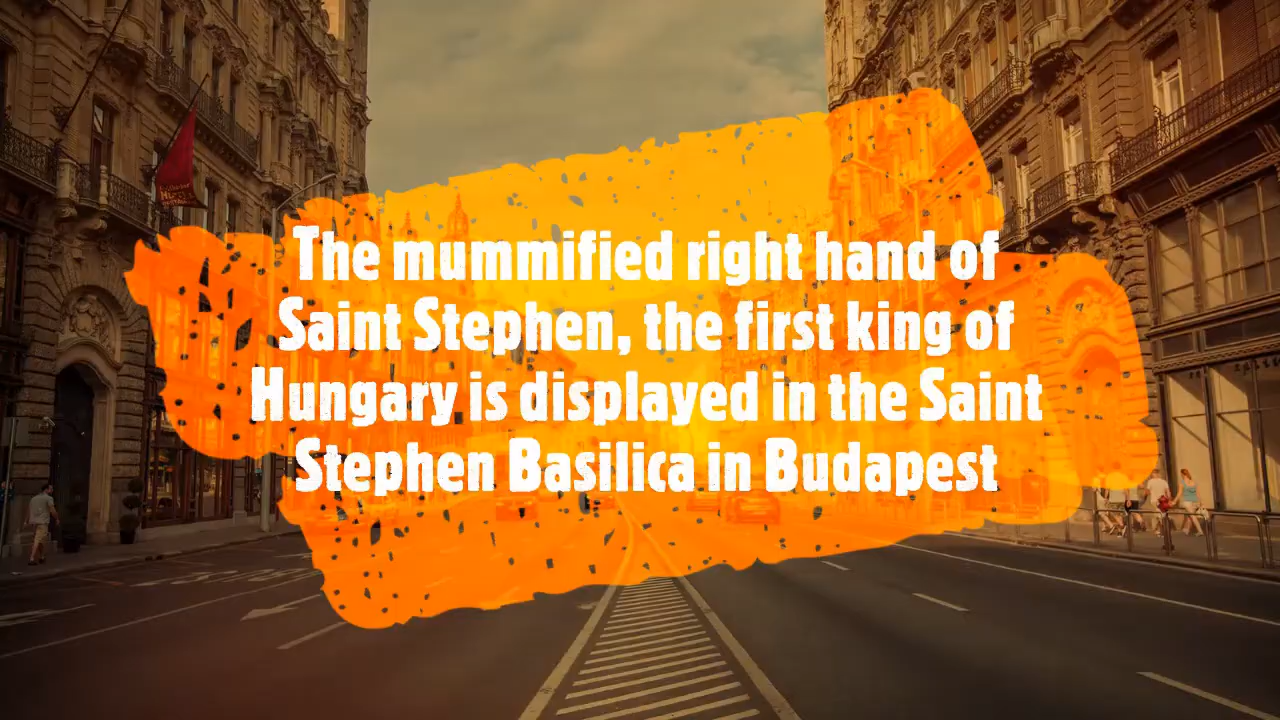 The mummified right hand of
Saint Stephen, the first king of
Hungary is displayed in the Saint
Stephen Basilica in Budapest